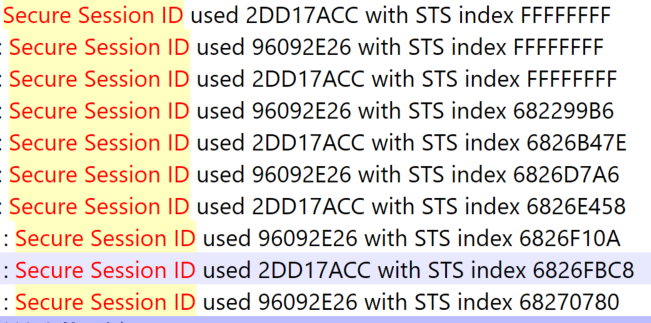 Secure Session ID used 2DD17ACC with STS index FFFFFFFF
: Secure Session ID used 96092E26 with STS index FFFFFFFF
: Secure Session ID used 2DD17ACC with STS index FFFFFFFF
: Secure Session ID used 96092E26 with STS index 682299B6
: Secure Session ID used 2DD17ACC with STS index 6826B47E
: Secure Session ID used 96092E26 with STS index 6826D7A6
: Secure Session ID used 2DD17ACC with STS index 6826E458
: Secure Session ID used 96092E26 with STS index 6826F10A
: Secure Session ID used 2DD17ACC with STS index 6826FBC8
: Secure Session ID used 96092E26 with STS index 68270780